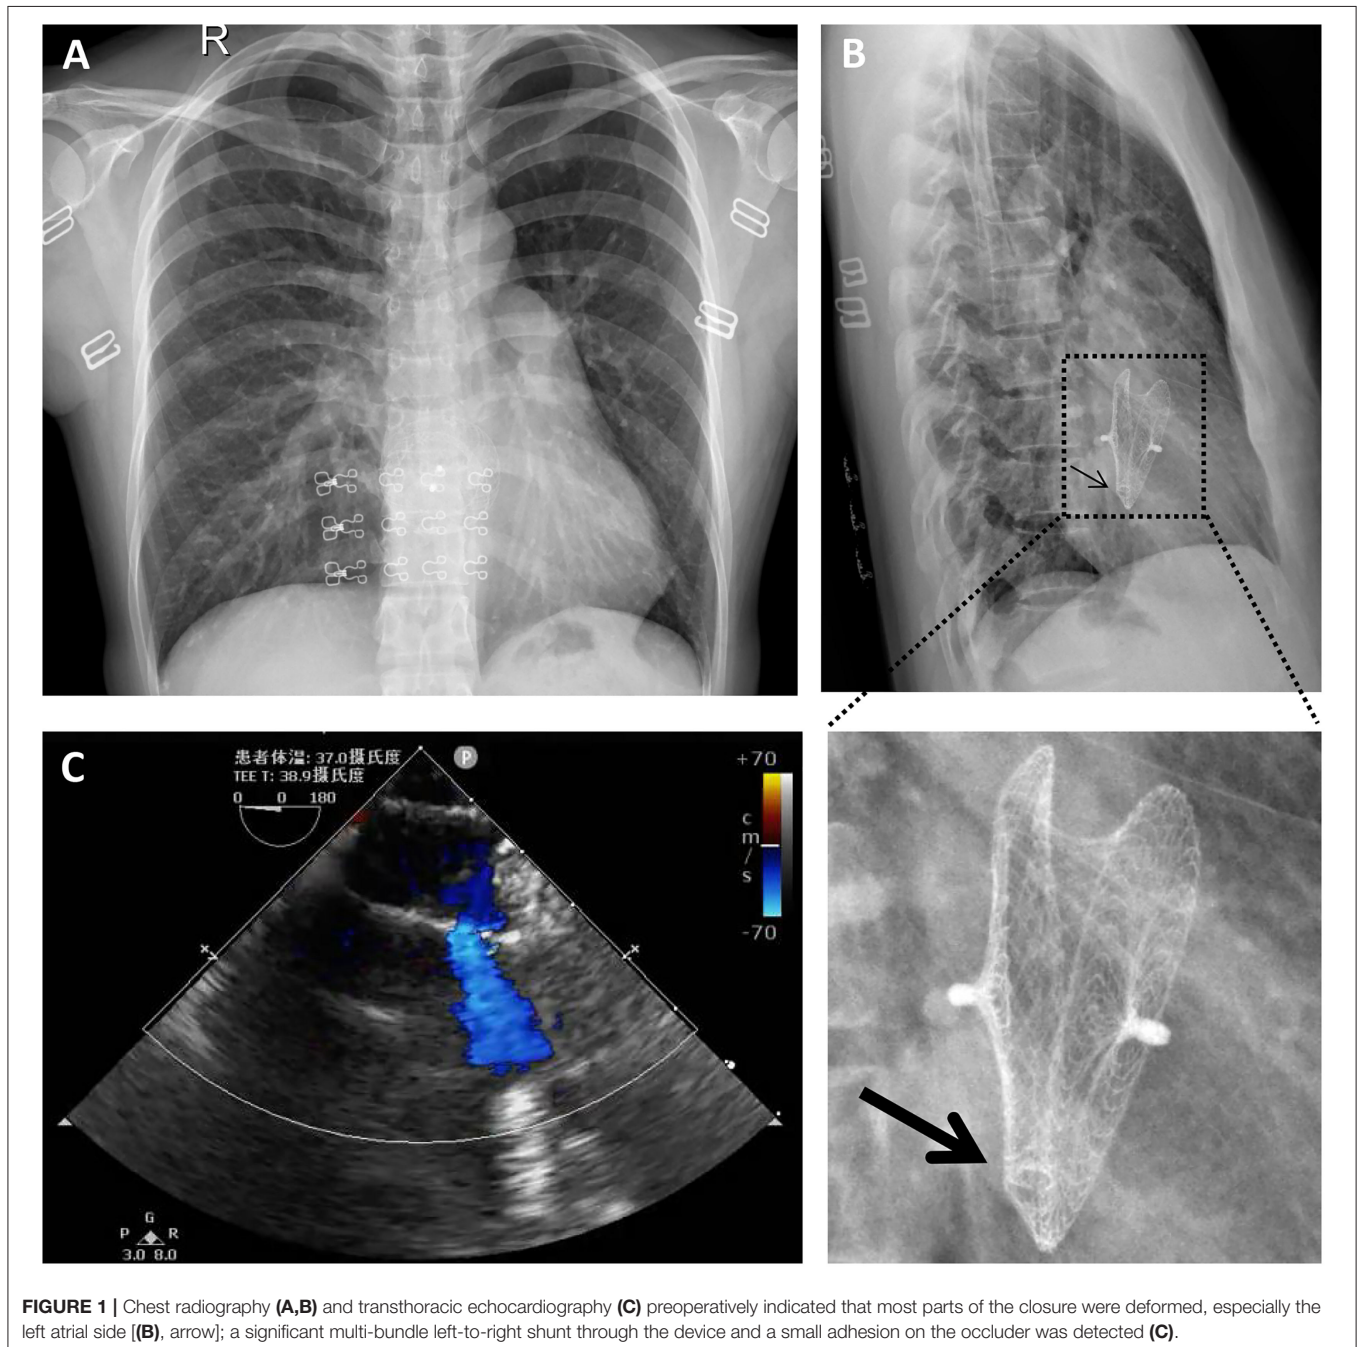 A
R
B
C
患者体温: 37.0摄氏度
TEE T: 38.9摄氏度
0 0 180
P
+70
c
m
/
s
-70
G
P R
3.0 8.0
FIGURE 1 | Chest radiography (A,B) and transthoracic echocardiography (C) preoperatively indicated that most parts of the closure were deformed, especially the
left atrial side [(B), arrow]; a significant multi-bundle left-to-right shunt through the device and a small adhesion on the occluder was detected (C).